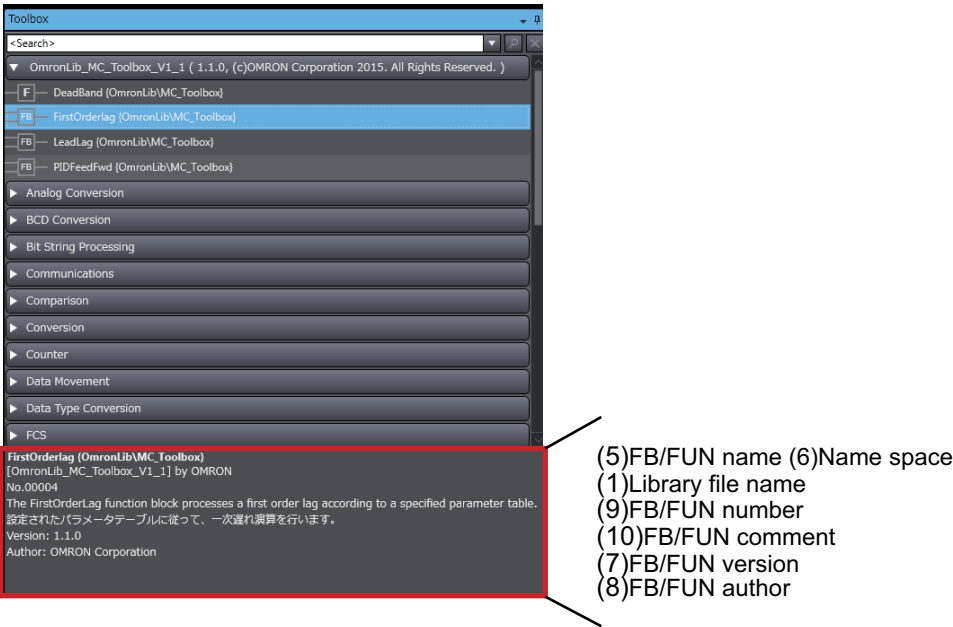 Toolbox
<Search>
OmronLib_MC_Toolbox_V1_1 ( 1.1.0, (c)OMRON Corporation 2015. All Rights Reserved. )
F DeadBand {OmronLib\MC_Toolbox}
FB FirstOrderlag {OmronLib\MC_Toolbox}
FB LeadLag {OmronLib\MC_Toolbox}
FB PIDFeedFwd {OmronLib\MC_Toolbox}
Analog Conversion
BCD Conversion
Bit String Processing
Communications
Comparison
Conversion
Counter
Data Movement
Data Type Conversion
FCS
FirstOrderlag {OmronLib\MC_Toolbox}
[OmronLib_MC_Toolbox_V1_1] by OMRON
No.00004
The FirstOrderLag function block processes a first order lag according to a specified parameter table.
設定されたパラメータテーブルに従って、一次遅れ演算を行います。
Version: 1.1.0
Author: OMRON Corporation
(5)FB/FUN name (6)Name space
(1)Library file name
(9)FB/FUN number
(10)FB/FUN comment
(7)FB/FUN version
(8)FB/FUN author